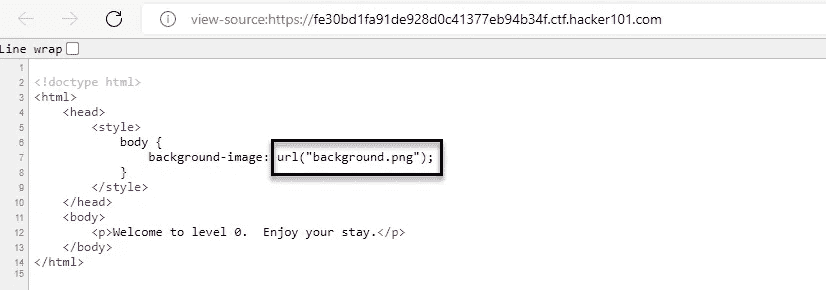 view-source:https://fe30bd1fa91de928d0c41377eb94b34f.ctf.hacker101.com
Line wrap
1
2 <!doctype html>
3 <html>
4 <head>
5 <style>
6 body {
7 background-image: url("background.png");
8 }
9 </style>
10 </head>
11 <body>
12 <p>Welcome to level 0.  Enjoy your stay.</p>
13 </body>
14 </html>
15